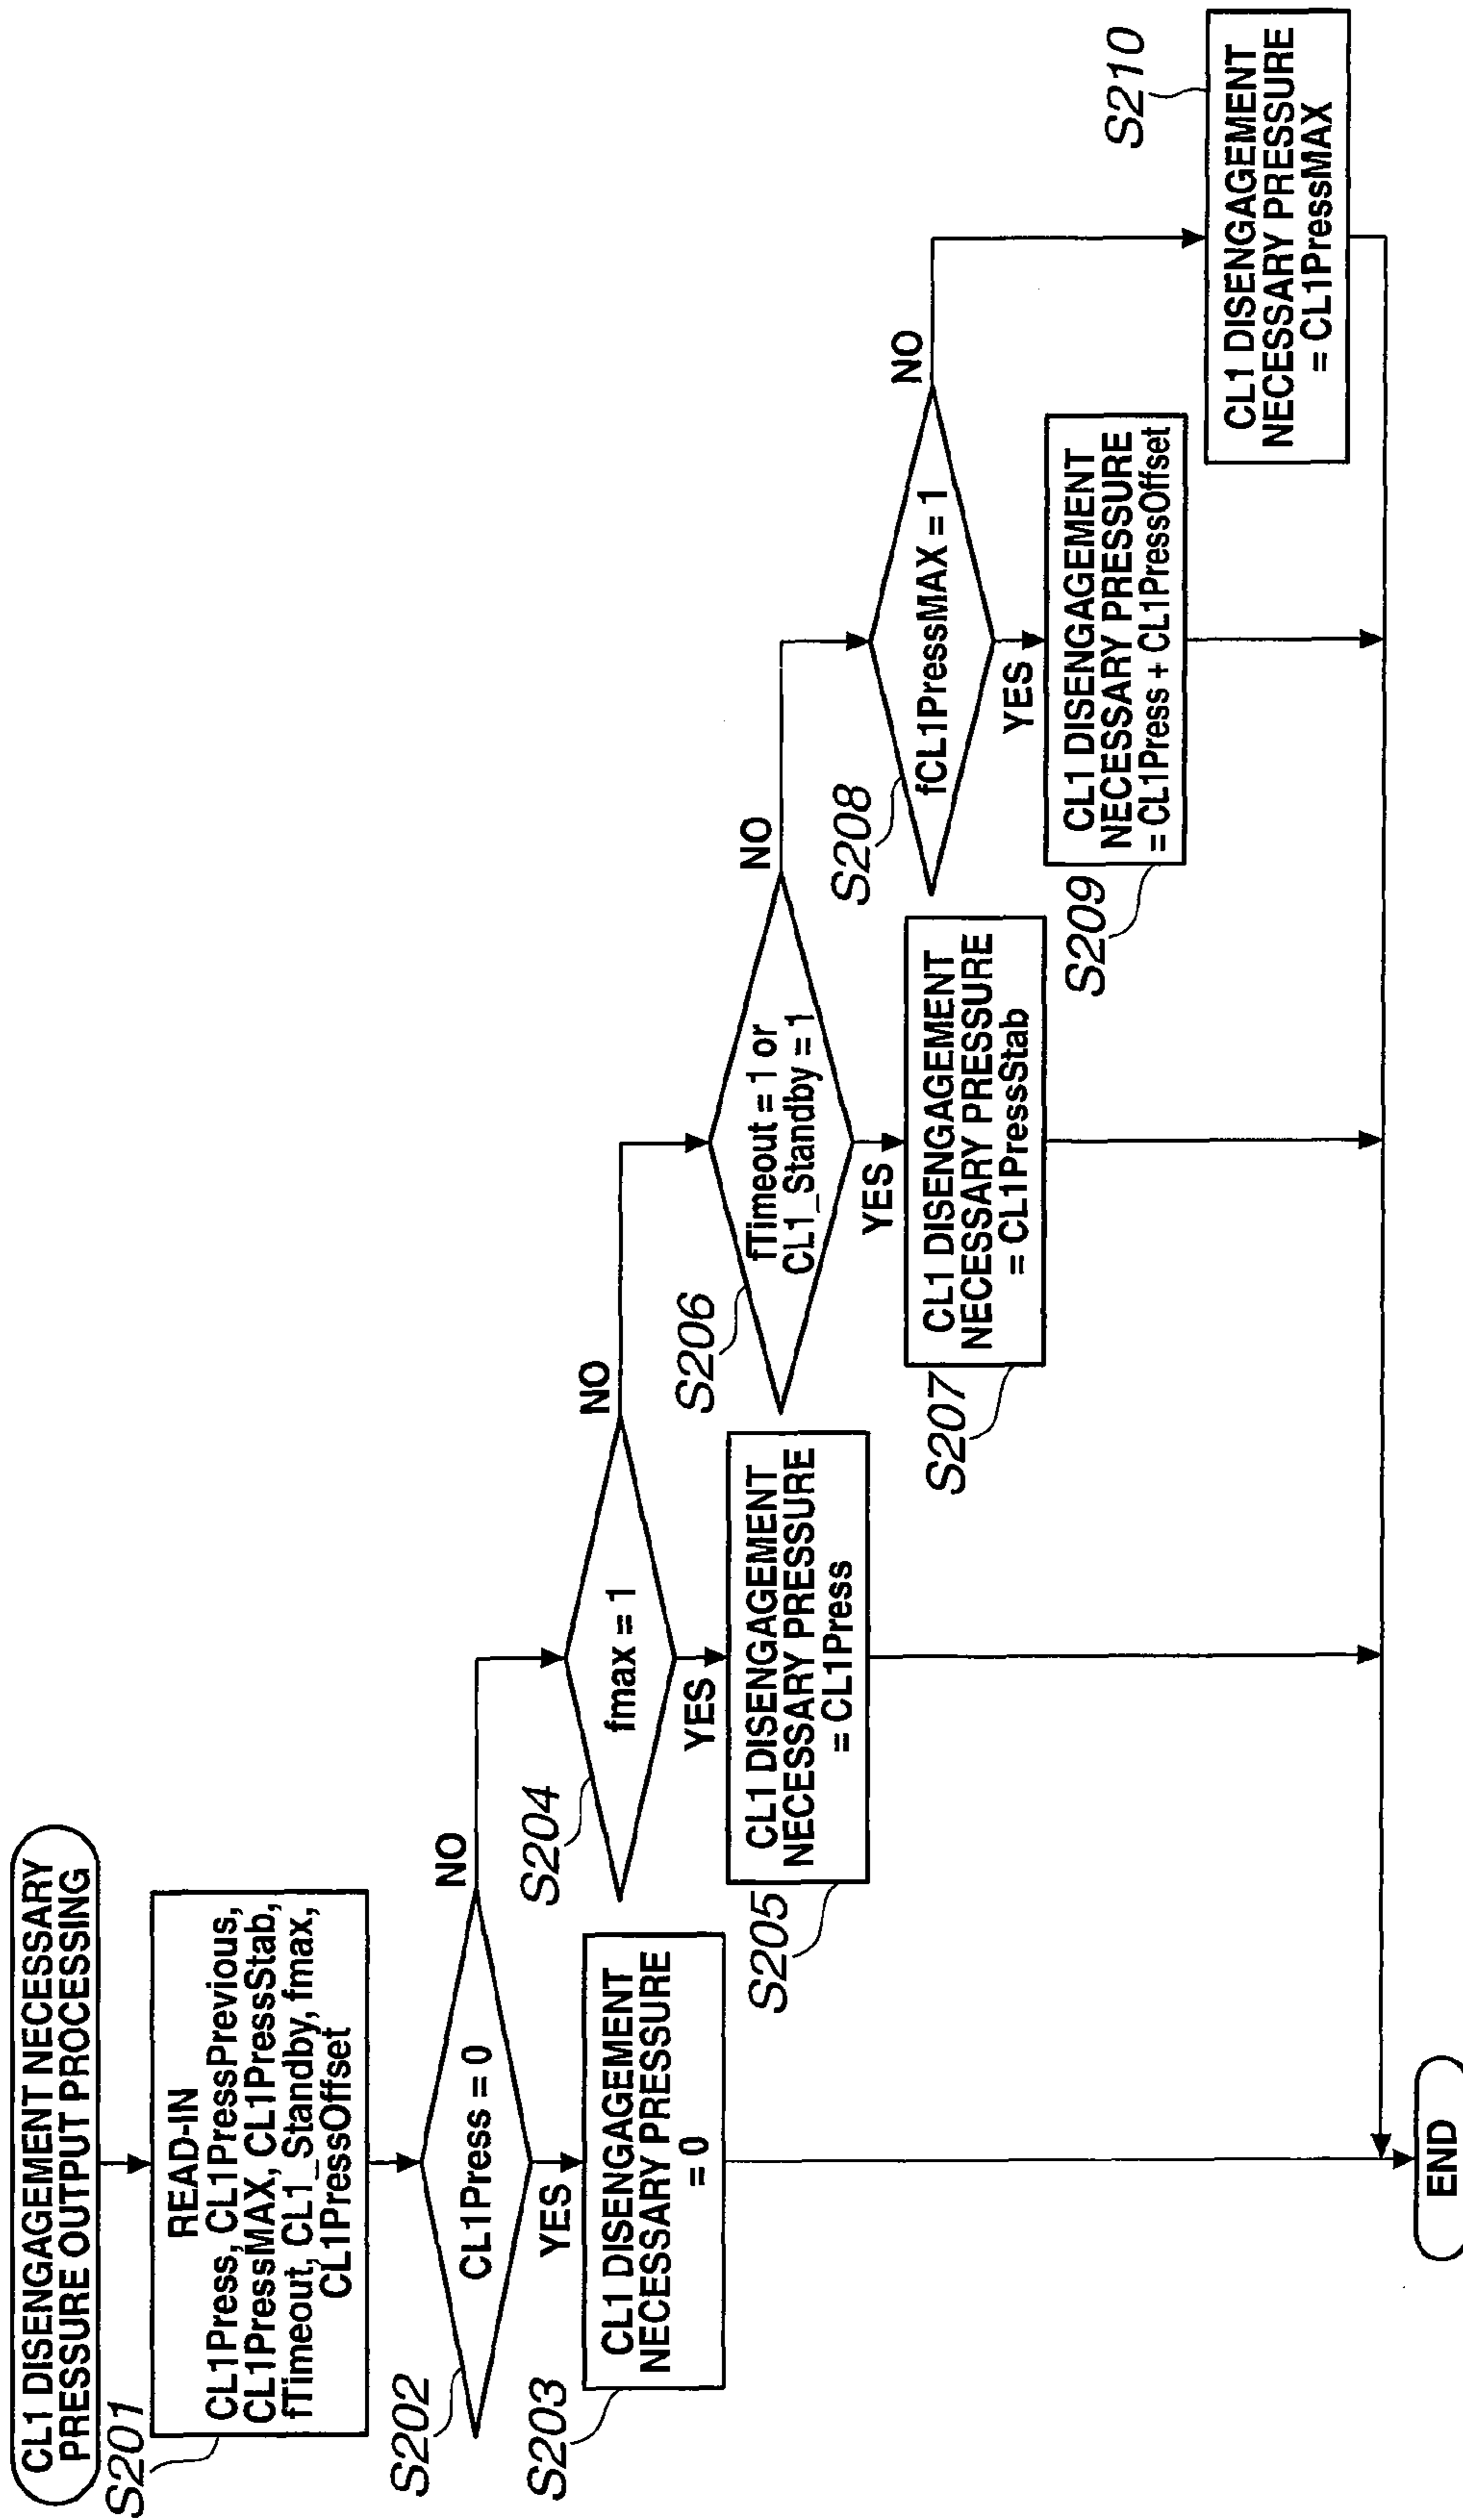 CL1 DISENGAGEMENT NECESSARY
PRESSURE OUTPUT PROCESSING
S201
READ-IN
CL1Press, CL1PressPrevious,
CL1PressMAX, CL1PressStab,
fTimeout, CL1_Standby, fmax,
CL1PressOffset
S202
CL1Press = 0
NO
YES
S203
CL1 DISENGAGEMENT
NECESSARY PRESSURE
= 0
S204
fmax = 1
NO
YES
S205
CL1 DISENGAGEMENT
NECESSARY PRESSURE
= CL1Press
S206
fTimeout = 1 or
CL1_Standby = 1
NO
YES
S207
CL1 DISENGAGEMENT
NECESSARY PRESSURE
= CL1PressStab
S208
fCL1PressMAX = 1
NO
YES
S209
CL1 DISENGAGEMENT
NECESSARY PRESSURE
= CL1Press + CL1PressOffset
S210
CL1 DISENGAGEMENT
NECESSARY PRESSURE
= CL1PressMAX
END